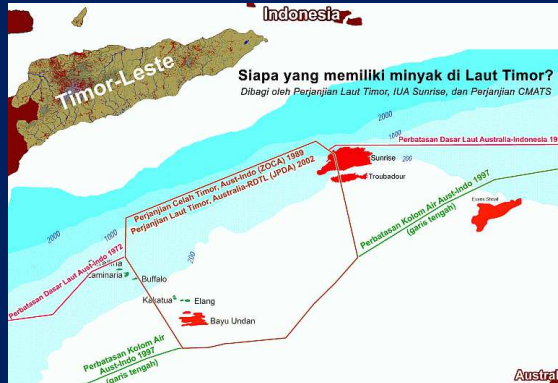 Indonesia
Timor-Leste
Siapa yang memiliki minyak di Laut Timor?
Dibagi oleh Perjanjian Laut Timor, IUA Sunrise, dan Perjanjian CMATS
2000
1000
Perbatasan Dasar Laut Australia-Indonesia 19
200
Sunrise
Troubadour
Perjanjian Celah Timor, Aust-Indo (ZOCA) 1989
Perjanjian Laut Timor, Australia-RDTL (JPDA) 2002
Perbatasan Kolom Air Aust-Indo 1997
(garis tengah)
Evans Shoal
2000
1000
200
Perbatasan Dasar Laut Aust-Indo 1972
Laminaria
Buffalo
Kakatua
Elang
Bayu Undan
Perbatasan Kolom Air
Aust-Indo 1997
(garis tengah)
Austral